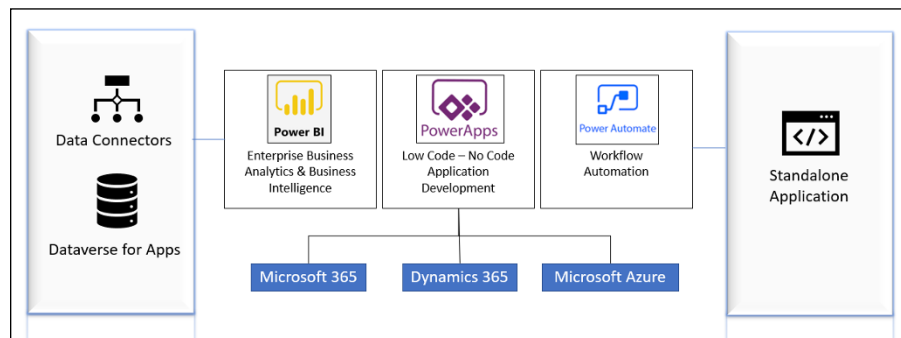 Data Connectors
Dataverse for Apps
Power BI
Enterprise Business
Analytics & Business
Intelligence
PowerApps
Low Code – No Code
Application
Development
Power Automate
Workflow
Automation
Microsoft 365
Dynamics 365
Microsoft Azure
</>
Standalone
Application